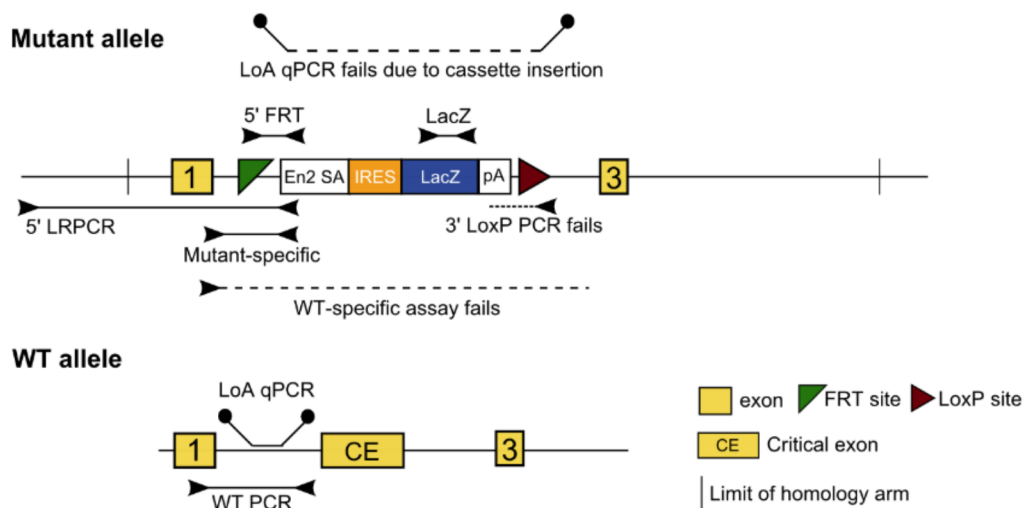 Mutant allele
LoA qPCR fails due to cassette insertion
5' FRT
LacZ
1
En2 SA
IRES
LacZ
pA
3
5' LRPCR
3' LoxP PCR fails
Mutant-specific
WT-specific assay fails
WT allele
LoA qPCR
1
CE
3
WT PCR
exon
FRT site
LoxP site
CE
Critical exon
Limit of homology arm